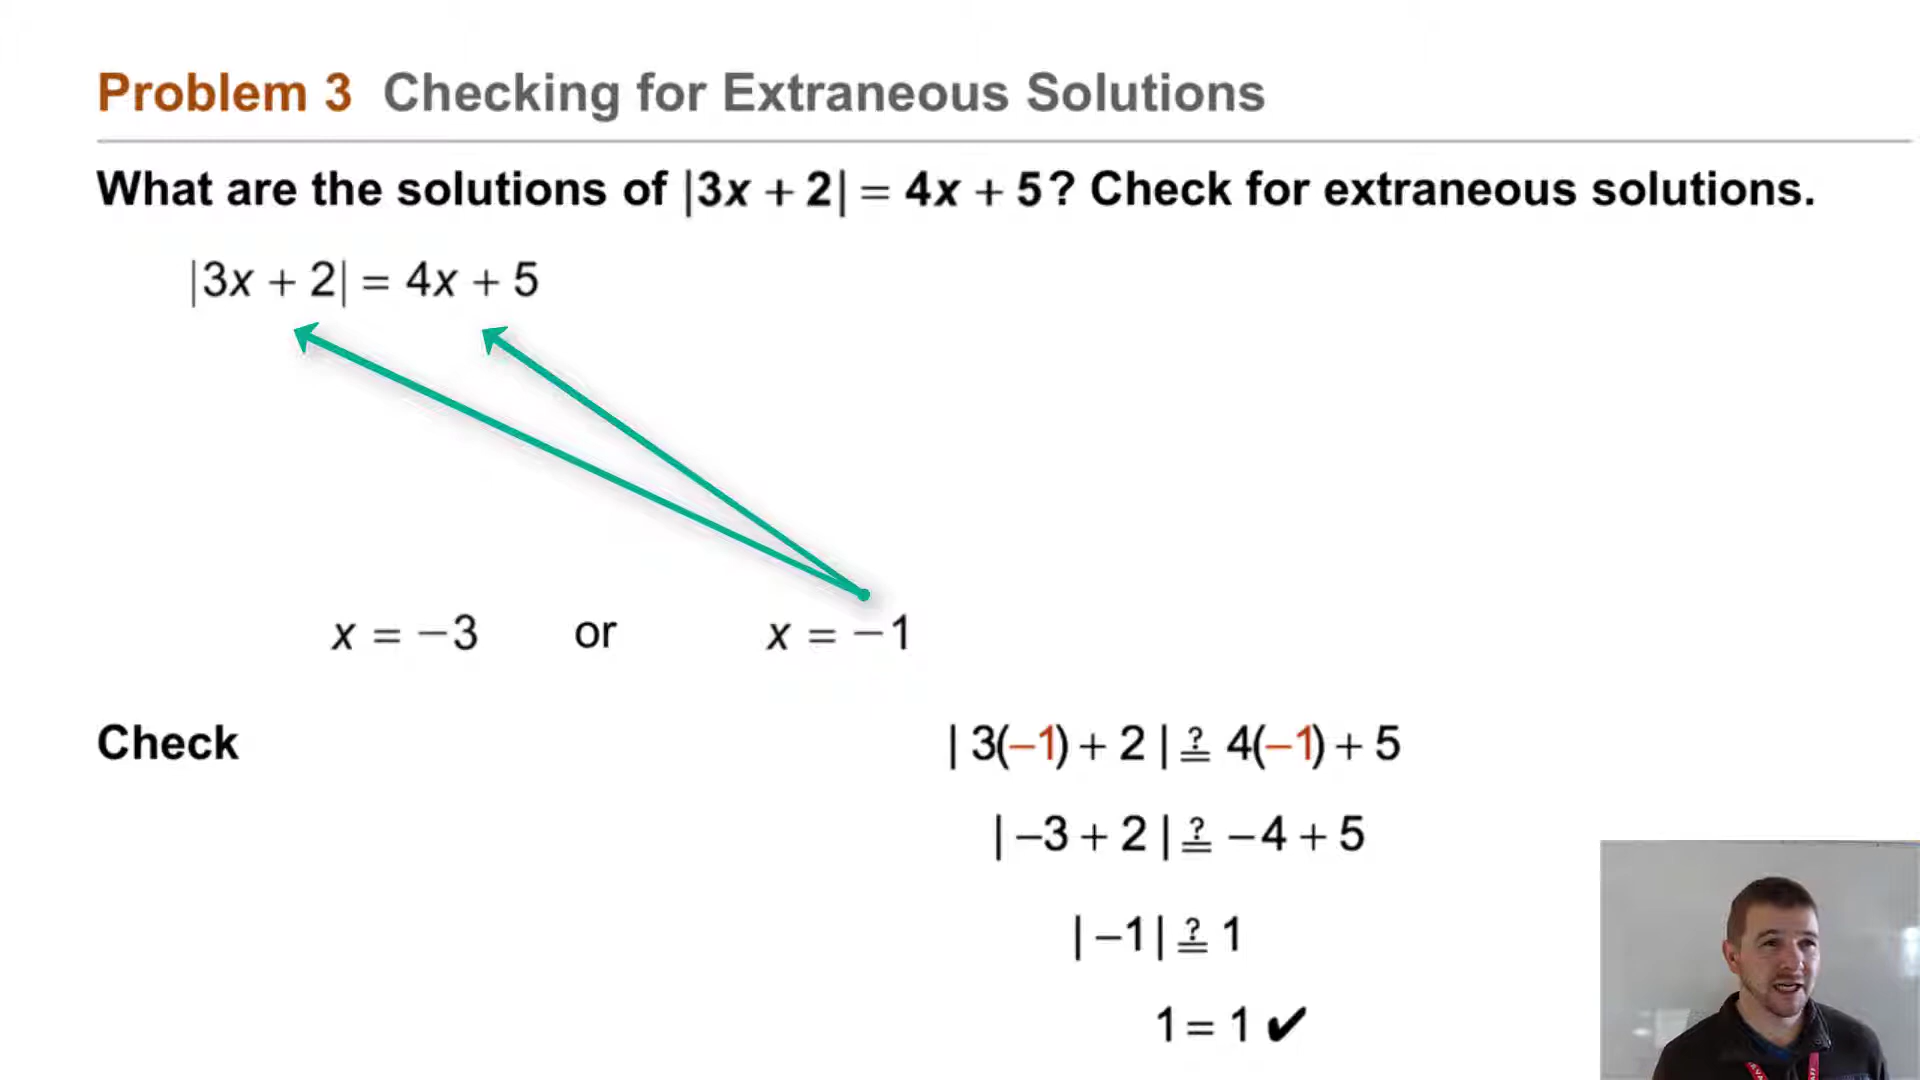 Problem 3 Checking for Extraneous Solutions
What are the solutions of |3x + 2| = 4x + 5? Check for extraneous solutions.
|3x + 2| = 4x + 5
x = −3 or x = −1
Check
| 3(−1) + 2 | ≟ 4(−1) + 5
| −3 + 2 | ≟ −4 + 5
| −1 | ≟ 1
1 = 1 ✔